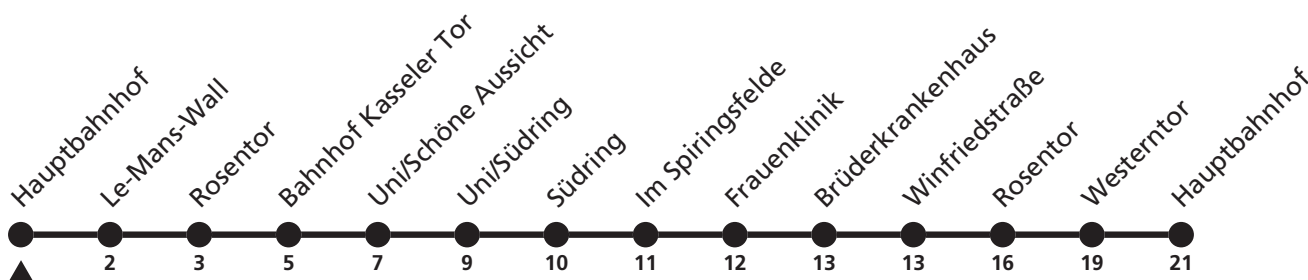 Hauptbahnhof
Le-Mans-Wall
Rosentor
Bahnhof Kasseler Tor
Uni/Schöne Aussicht
Uni/Südring
Südring
Im Spiringsfelde
Frauenklinik
Brüderkrankenhaus
Winfriedstraße
Rosentor
Westerntor
Hauptbahnhof
2 3 5 7 9 10 11 12 13 13 16 19 21